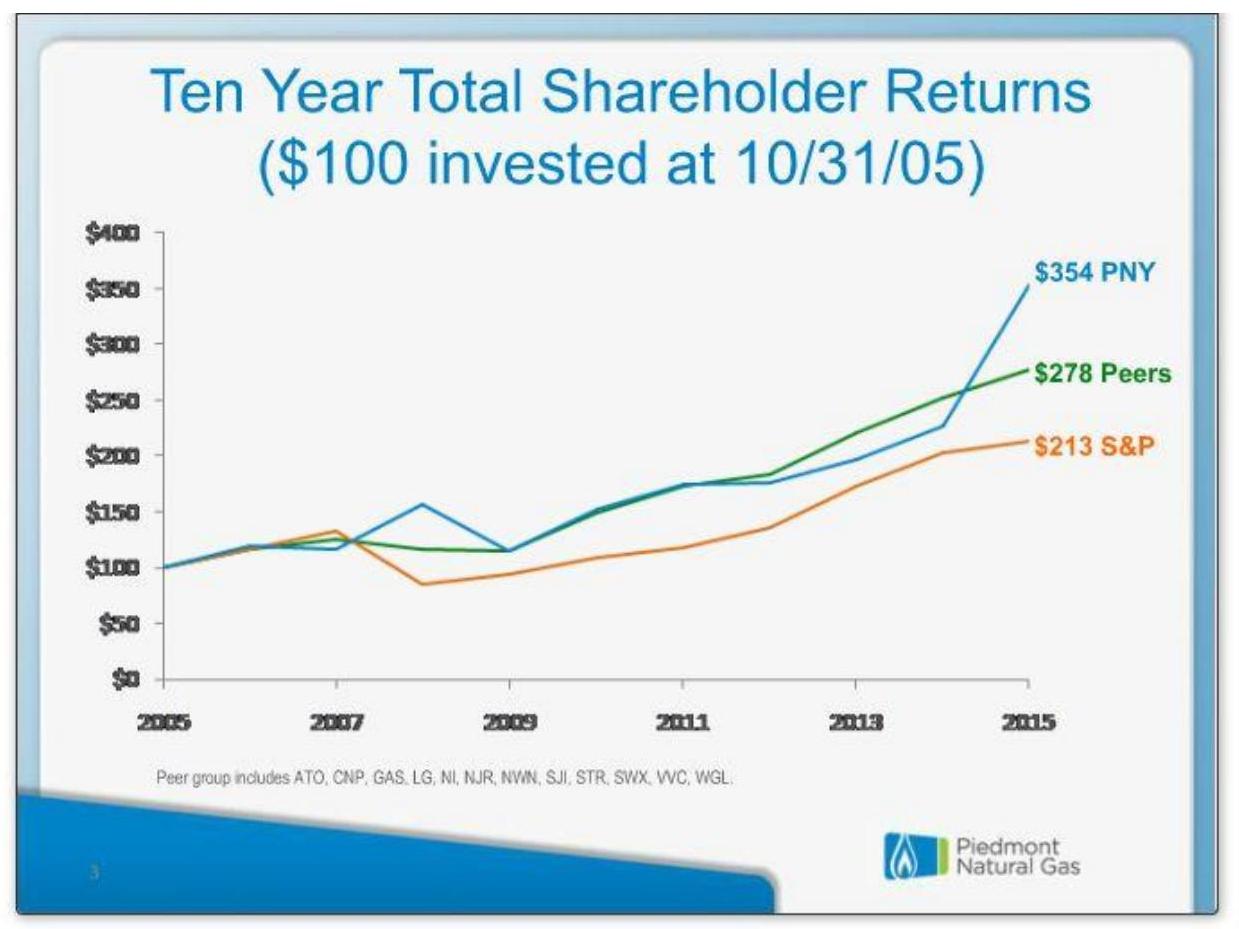 Ten Year Total Shareholder Returns
($100 invested at 10/31/05)
$400
$350
$300
$250
$200
$150
$100
$50
$0
$354 PNY
$278 Peers
$213 S&P
2005 2007 2009 2011 2013 2015
Peer group includes ATO, CNP, GAS, LG, NI, NJR, NWN, SJI, STR, SWX, VVC, WGL.
3
Piedmont
Natural Gas